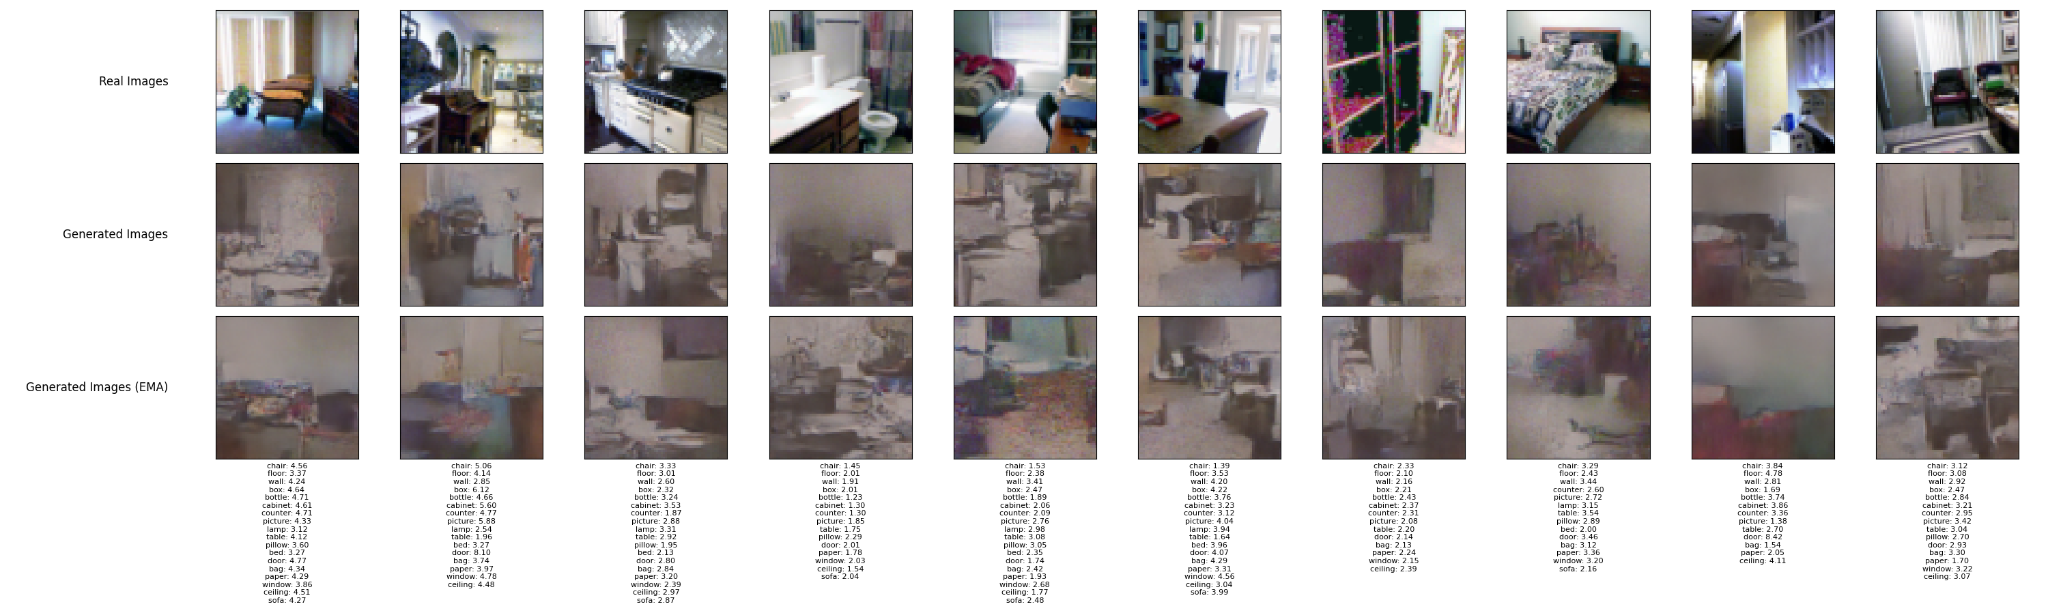 Real Images
Generated Images
Generated Images (EMA)
chair: 4.56
floor: 3.37
wall: 4.24
box: 4.64
bottle: 4.71
cabinet: 4.61
counter: 4.71
picture: 4.33
lamp: 3.12
table: 4.12
pillow: 3.60
bed: 3.27
door: 4.77
bag: 4.34
paper: 4.29
window: 3.86
ceiling: 4.51
sofa: 4.27
chair: 5.06
floor: 4.14
wall: 2.85
box: 6.12
bottle: 4.66
cabinet: 5.60
counter: 4.77
picture: 5.88
lamp: 2.54
table: 1.96
bed: 3.27
door: 8.10
bag: 3.74
paper: 3.97
window: 4.78
ceiling: 4.48
chair: 3.33
floor: 3.01
wall: 2.60
box: 2.32
bottle: 3.24
cabinet: 3.53
counter: 1.87
picture: 2.88
lamp: 3.31
table: 2.92
pillow: 1.95
bed: 2.13
door: 2.80
bag: 2.84
paper: 3.20
window: 2.39
ceiling: 2.97
sofa: 2.87
chair: 1.45
floor: 2.01
wall: 1.91
box: 2.01
bottle: 1.23
cabinet: 1.30
counter: 1.30
picture: 1.85
table: 1.75
pillow: 2.29
door: 2.01
paper: 1.78
window: 2.03
ceiling: 1.54
sofa: 2.04
chair: 1.53
floor: 2.38
wall: 3.41
box: 2.47
bottle: 1.89
cabinet: 2.06
counter: 2.09
picture: 2.76
lamp: 2.98
table: 3.08
pillow: 3.05
bed: 2.35
door: 1.74
bag: 2.42
paper: 1.93
window: 2.68
ceiling: 1.77
sofa: 2.48
chair: 1.39
floor: 3.53
wall: 4.20
box: 4.22
bottle: 3.76
cabinet: 3.23
counter: 3.12
picture: 4.04
lamp: 3.94
table: 1.64
bed: 3.96
door: 4.07
bag: 4.29
paper: 3.31
window: 4.56
ceiling: 3.04
sofa: 3.99
chair: 2.33
floor: 2.10
wall: 2.16
box: 2.21
bottle: 2.43
cabinet: 2.37
counter: 2.31
picture: 2.08
table: 2.20
door: 2.14
bag: 2.13
paper: 2.24
window: 2.15
ceiling: 2.39
chair: 3.29
floor: 2.43
wall: 3.44
counter: 2.60
picture: 2.72
lamp: 3.15
table: 3.54
pillow: 2.89
bed: 2.00
door: 3.46
bag: 3.12
paper: 3.36
window: 3.20
sofa: 2.16
chair: 3.84
floor: 4.78
wall: 2.81
box: 1.69
bottle: 3.74
cabinet: 3.86
counter: 3.36
picture: 1.38
table: 2.70
door: 8.42
bag: 1.54
paper: 2.05
ceiling: 4.11
chair: 3.12
floor: 3.08
wall: 2.92
box: 2.47
bottle: 2.84
cabinet: 3.21
counter: 2.95
picture: 3.42
table: 3.04
pillow: 2.70
door: 2.93
bag: 3.30
paper: 1.70
window: 3.22
ceiling: 3.07